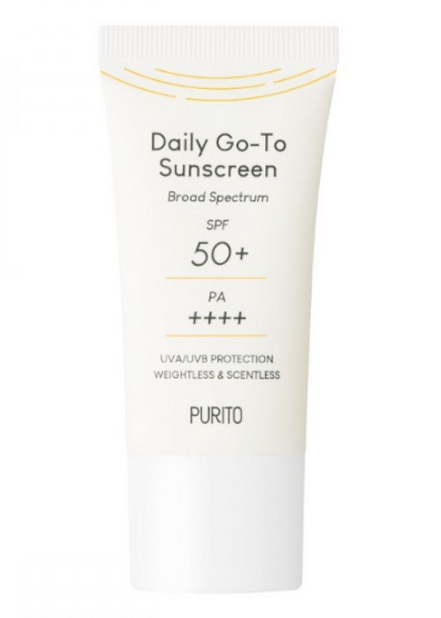 Daily Go-To
Sunscreen
Broad Spectrum
SPF
50+
PA
++++
UVA/UVB PROTECTION
WEIGHTLESS & SCENTLESS
PURITO